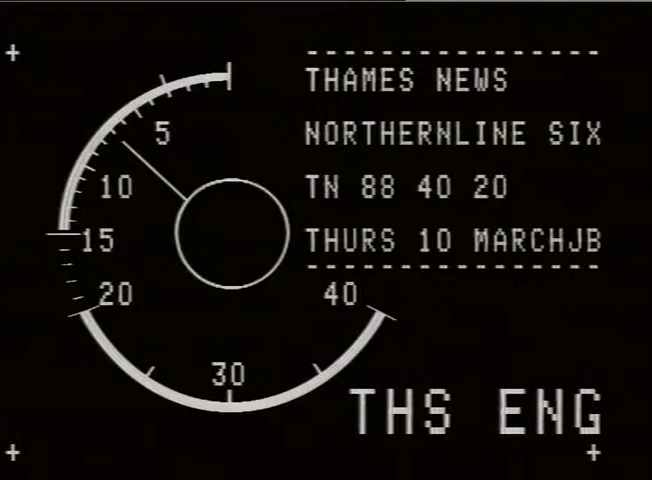 THAMES NEWS
NORTHERNLINE SIX
TN 88 40 20
THURS 10 MARCHJB
5
10
15
20
30
40
THS ENG